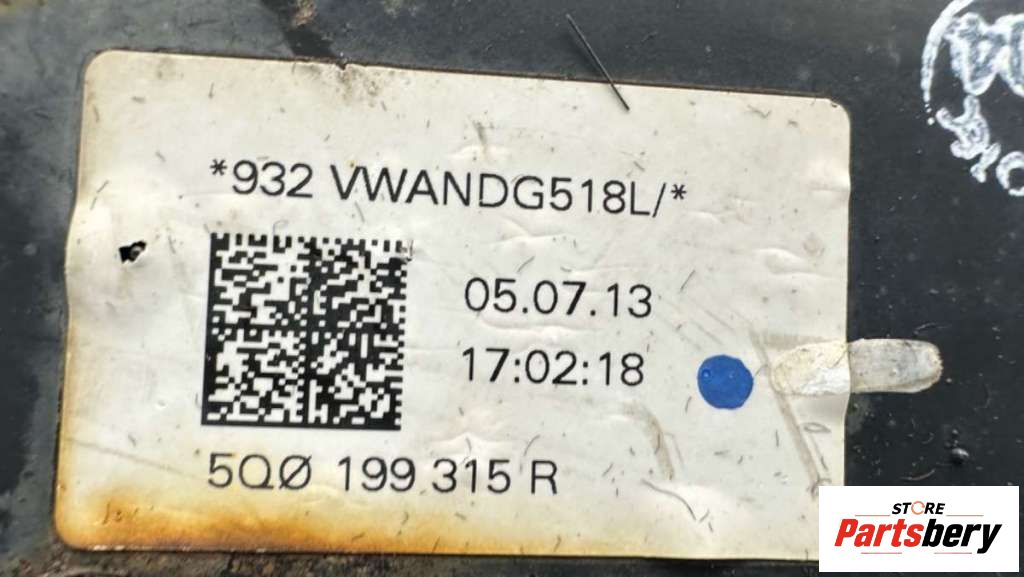 *932 VWANDG518L/*
05.07.13
17:02:18
5QØ 199 315 R
STORE
Partsbery